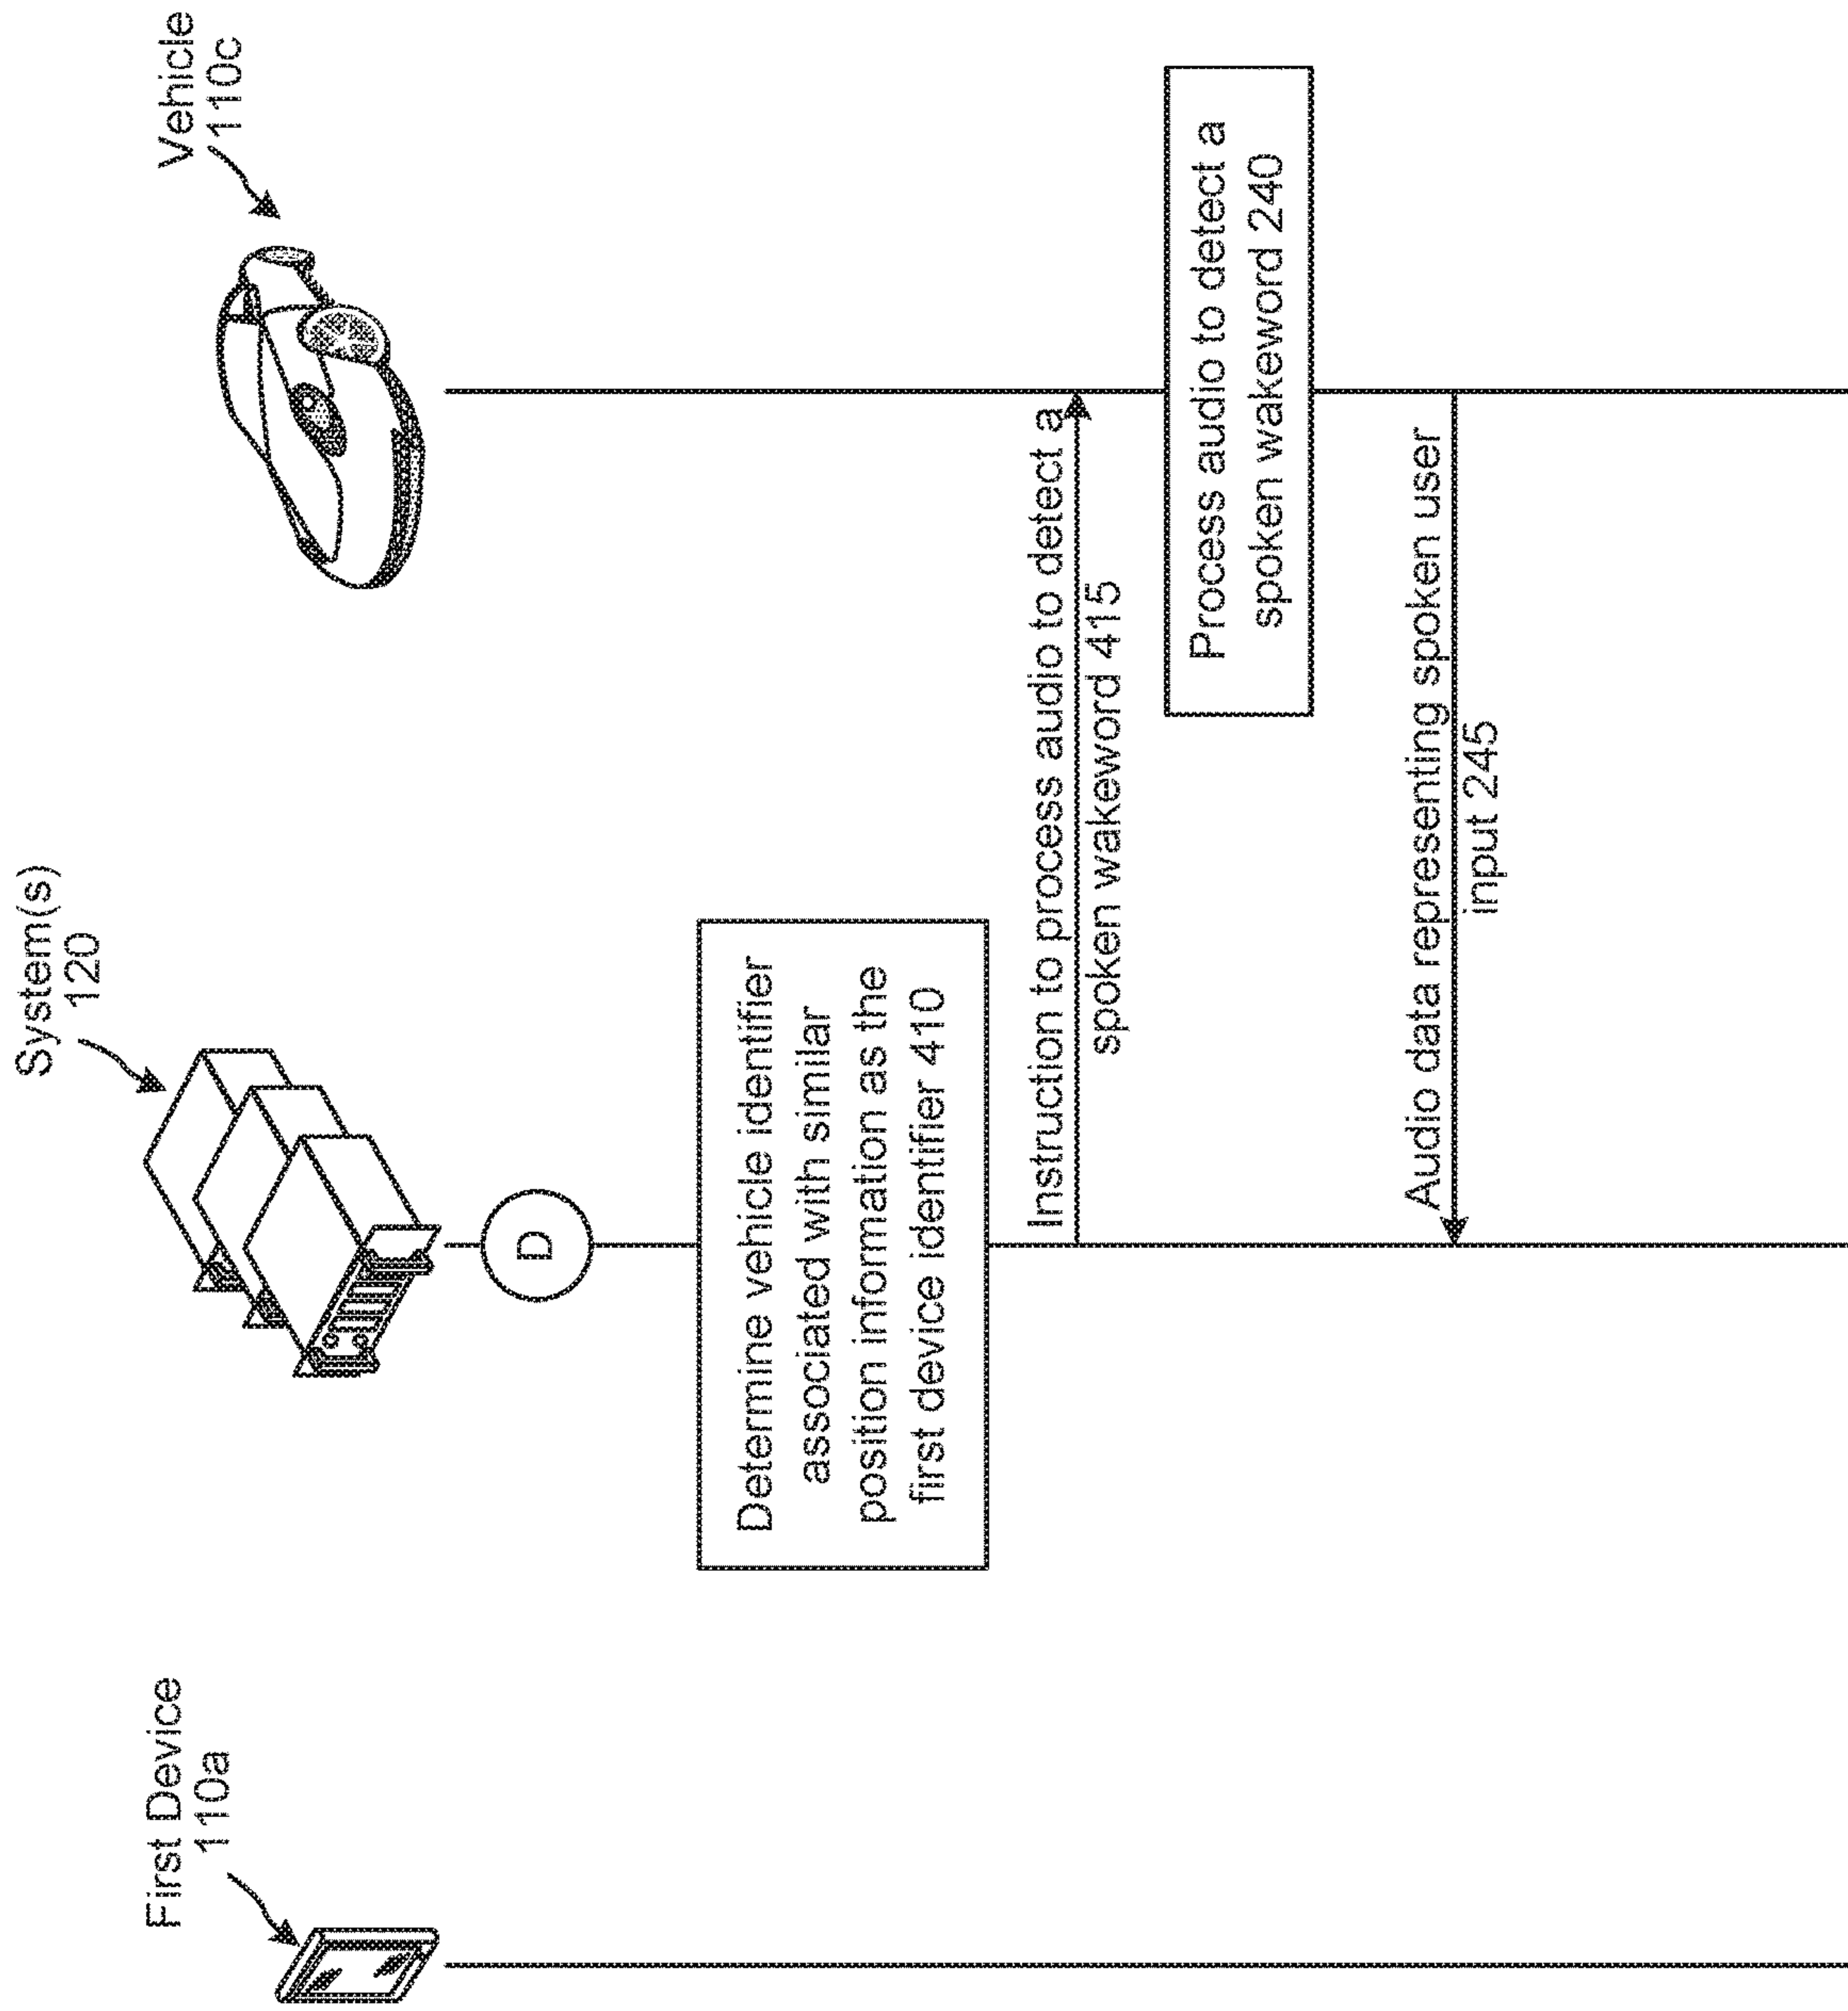 First Device
110a
System(s)
120
Vehicle
110c
D
Determine vehicle identifier
associated with similar
position information as the
first device identifier 410
Instruction to process audio to detect a
spoken wakeword 415
Process audio to detect a
spoken wakeword 240
Audio data representing spoken user
input 245